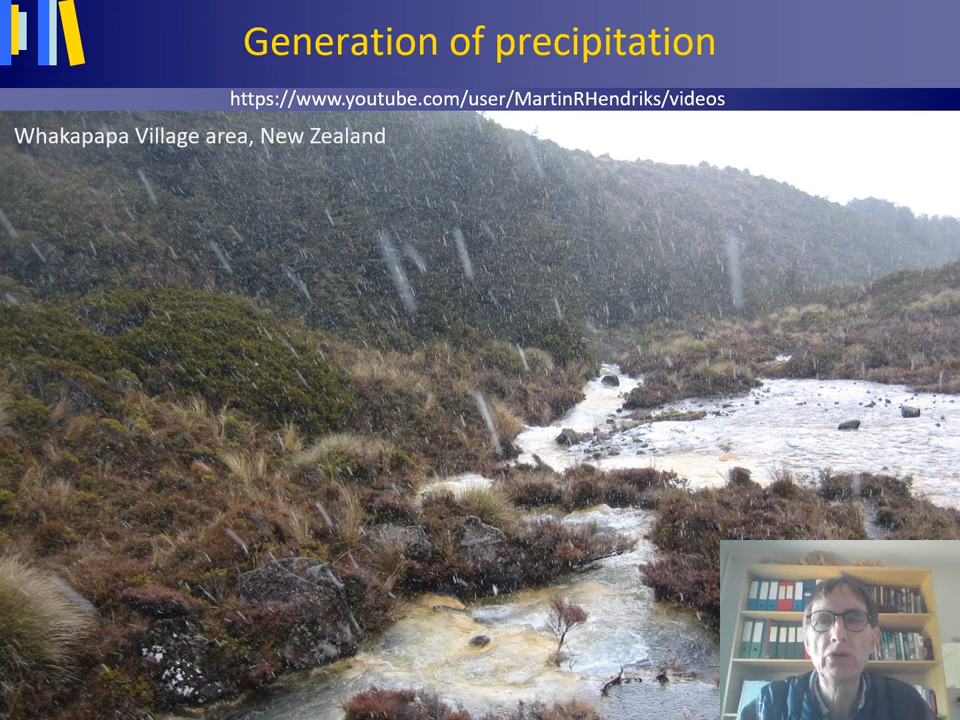 Generation of precipitation
https://www.youtube.com/user/MartinRHendriks/videos
Whakapapa Village area, New Zealand